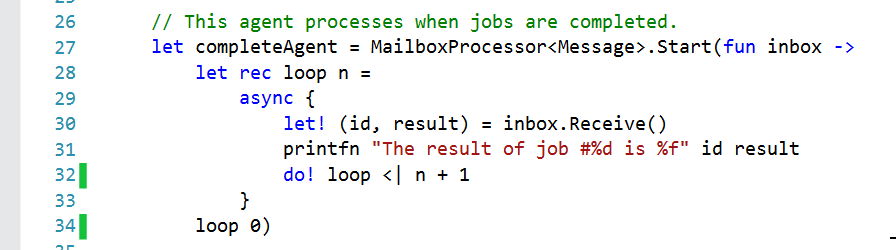 26 // This agent processes when jobs are completed.
27 let completeAgent = MailboxProcessor<Message>.Start(fun inbox ->
28 let rec loop n =
29 async {
30 let! (id, result) = inbox.Receive()
31 printfn "The result of job #%d is %f" id result
32 do! loop <| n + 1
33 }
34 loop 0)